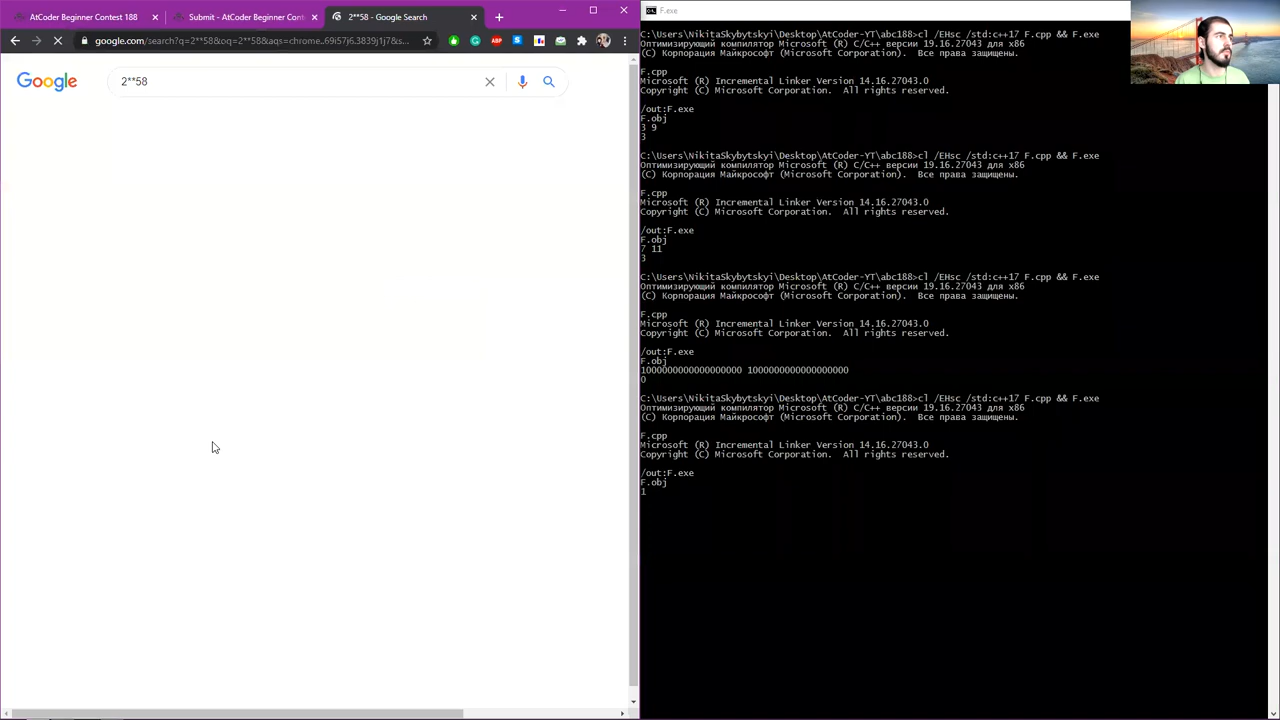 AtCoder Beginner Contest 188
Submit - AtCoder Beginner Contest
2**58 - Google Search
google.com/search?q=2**58&oq=2**58&aqs=chrome..69i57j6.3839j1j7&s...
Google
2**58
F.exe
C:\Users\NikitaSkybytskyi\Desktop\AtCoder-YT\abc188>cl /EHsc /std:c++17 F.cpp && F.exe
Оптимизирующий компилятор Microsoft (R) C/C++ версии 19.16.27043 для x86
(C) Корпорация Майкрософт (Microsoft Corporation).  Все права защищены.
F.cpp
Microsoft (R) Incremental Linker Version 14.16.27043.0
Copyright (C) Microsoft Corporation.  All rights reserved.
/out:F.exe
F.obj
3 9
3
C:\Users\NikitaSkybytskyi\Desktop\AtCoder-YT\abc188>cl /EHsc /std:c++17 F.cpp && F.exe
Оптимизирующий компилятор Microsoft (R) C/C++ версии 19.16.27043 для x86
(C) Корпорация Майкрософт (Microsoft Corporation).  Все права защищены.
F.cpp
Microsoft (R) Incremental Linker Version 14.16.27043.0
Copyright (C) Microsoft Corporation.  All rights reserved.
/out:F.exe
F.obj
7 11
3
C:\Users\NikitaSkybytskyi\Desktop\AtCoder-YT\abc188>cl /EHsc /std:c++17 F.cpp && F.exe
Оптимизирующий компилятор Microsoft (R) C/C++ версии 19.16.27043 для x86
(C) Корпорация Майкрософт (Microsoft Corporation).  Все права защищены.
F.cpp
Microsoft (R) Incremental Linker Version 14.16.27043.0
Copyright (C) Microsoft Corporation.  All rights reserved.
/out:F.exe
F.obj
1000000000000000000 1000000000000000000
0
C:\Users\NikitaSkybytskyi\Desktop\AtCoder-YT\abc188>cl /EHsc /std:c++17 F.cpp && F.exe
Оптимизирующий компилятор Microsoft (R) C/C++ версии 19.16.27043 для x86
(C) Корпорация Майкрософт (Microsoft Corporation).  Все права защищены.
F.cpp
Microsoft (R) Incremental Linker Version 14.16.27043.0
Copyright (C) Microsoft Corporation.  All rights reserved.
/out:F.exe
F.obj
1